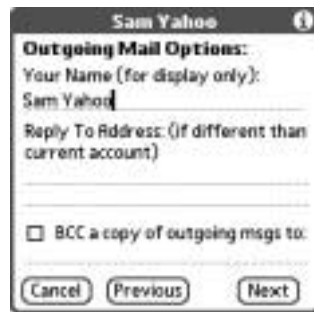 Sam Yahoo
Outgoing Mail Options:
Your Name (for display only):
Sam Yahoo
Reply To Address: (if different than
current account)
BCC a copy of outgoing msgs to:
Cancel
Previous
Next